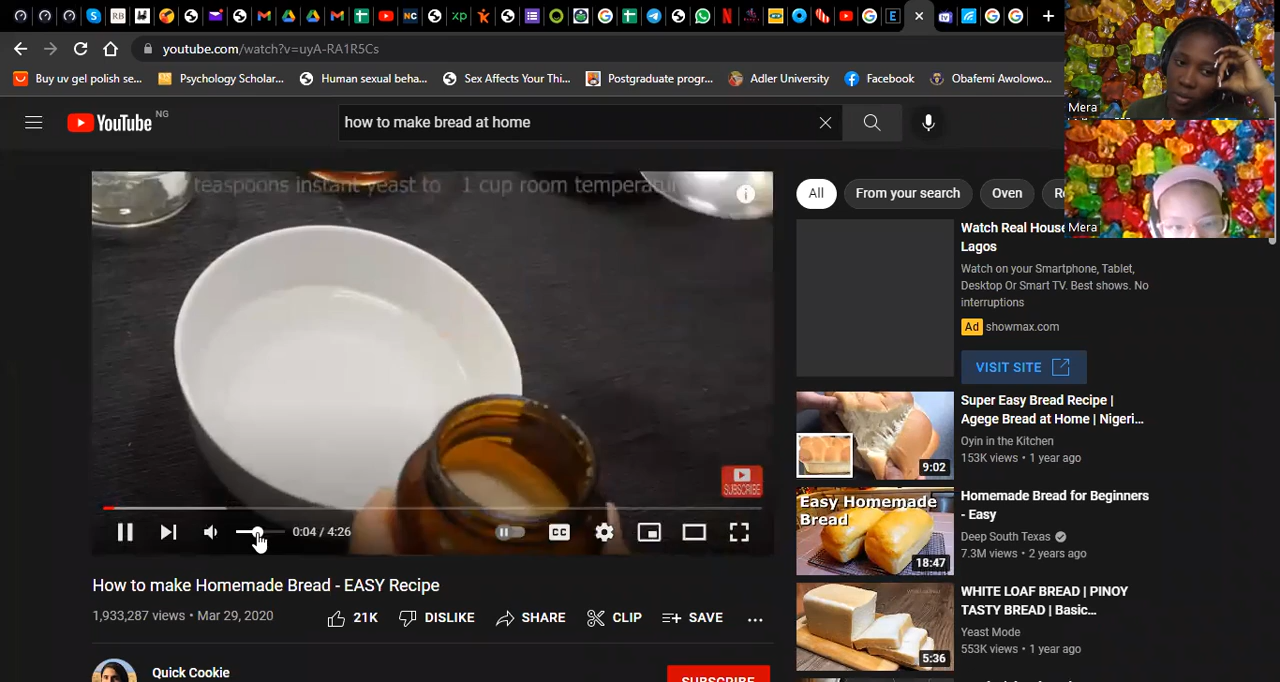 youtube.com/watch?v=uyA-RA1R5Cs
Buy uv gel polish se...
Psychology Scholar...
Human sexual beha...
Sex Affects Your Thi...
Postgraduate progr...
Adler University
Facebook
Obafemi Awolowo...
YouTube NG
how to make bread at home
Mera
Mera
teaspoons instant yeast to 1 cup room temperatu
SUBSCRIBE
0:04 / 4:26
CC
How to make Homemade Bread - EASY Recipe
1,933,287 views • Mar 29, 2020
21K
DISLIKE
SHARE
CLIP
SAVE
Quick Cookie
SUBSCRIBE
All
From your search
Oven
Watch Real House
Lagos
Watch on your Smartphone, Tablet,
Desktop Or Smart TV. Best shows. No
interruptions
Ad showmax.com
VISIT SITE
Super Easy Bread Recipe |
Agege Bread at Home | Nigeri...
Oyin in the Kitchen
153K views • 1 year ago
9:02
Easy Homemade
Bread
18:47
Homemade Bread for Beginners
- Easy
Deep South Texas
7.3M views • 2 years ago
WHITE LOAF BREAD | PINOY
TASTY BREAD | Basic...
Yeast Mode
553K views • 1 year ago
5:36